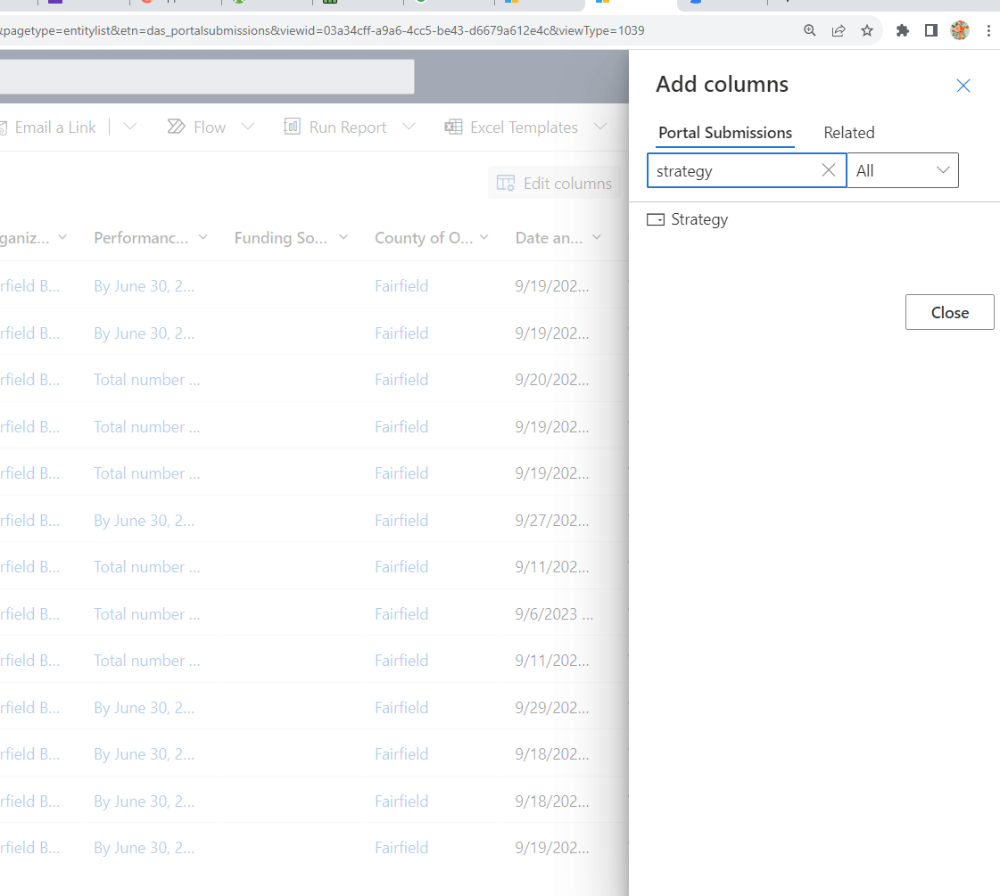 &pagetype=entitylist&etn=das_portalsubmissions&viewid=03a34cff-a9a6-4cc5-be43-d6679a612e4c&viewType=1039
Email a Link Flow Run Report Excel Templates
Edit columns
ganiz... Performanc... Funding So... County of O... Date an...
rfield B... By June 30, 2... Fairfield 9/19/202...
rfield B... By June 30, 2... Fairfield 9/19/202...
rfield B... Total number ... Fairfield 9/20/202...
rfield B... Total number ... Fairfield 9/19/202...
rfield B... Total number ... Fairfield 9/19/202...
rfield B... By June 30, 2... Fairfield 9/27/202...
rfield B... Total number ... Fairfield 9/11/202...
rfield B... Total number ... Fairfield 9/6/2023 ...
rfield B... Total number ... Fairfield 9/11/202...
rfield B... By June 30, 2... Fairfield 9/29/202...
rfield B... By June 30, 2... Fairfield 9/18/202...
rfield B... By June 30, 2... Fairfield 9/18/202...
rfield B... By June 30, 2... Fairfield 9/19/202...
Add columns
Portal Submissions Related
strategy All
Strategy
Close